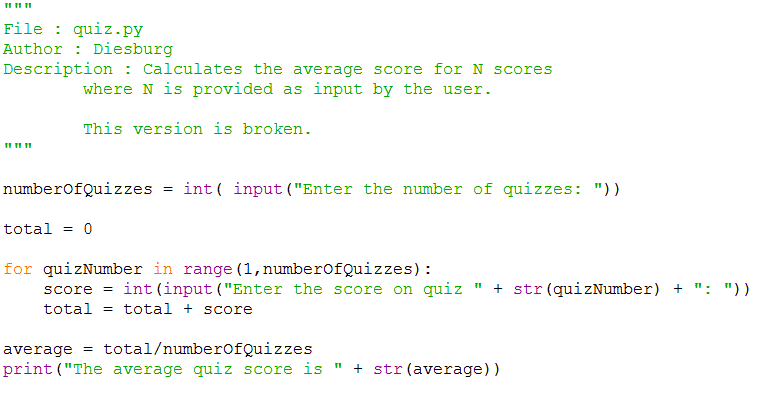 """
File : quiz.py
Author : Diesburg
Description : Calculates the average score for N scores
        where N is provided as input by the user.

        This version is broken.
"""

numberOfQuizzes = int( input("Enter the number of quizzes: "))

total = 0

for quizNumber in range(1,numberOfQuizzes):
    score = int(input("Enter the score on quiz " + str(quizNumber) + ": "))
    total = total + score

average = total/numberOfQuizzes
print("The average quiz score is " + str(average))